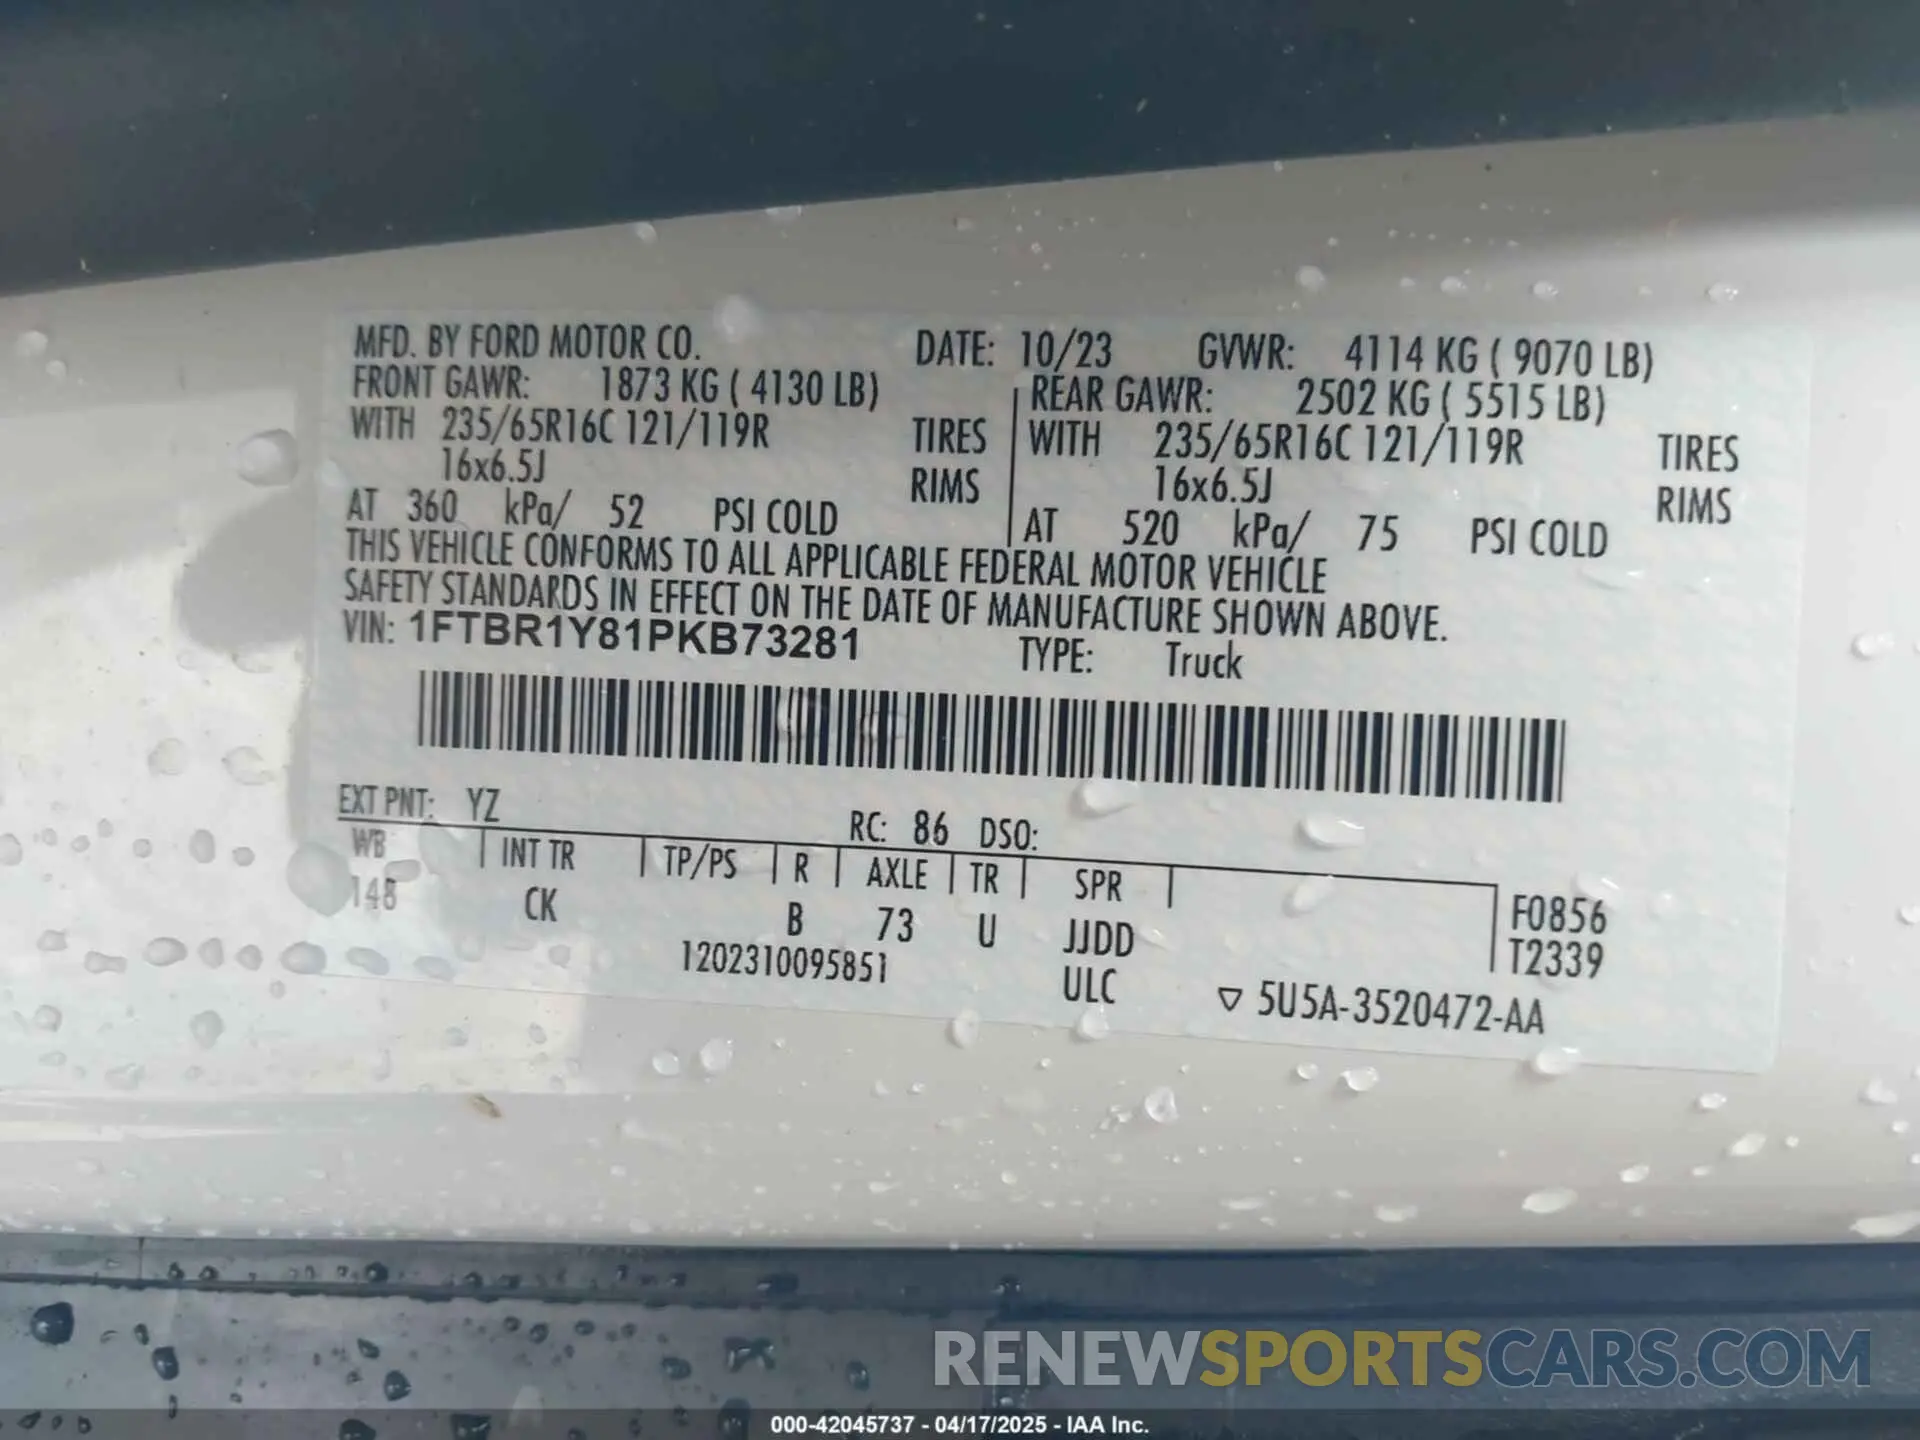 MFD. BY FORD MOTOR CO. DATE: 10/23 GVWR: 4114 KG ( 9070 LB)
FRONT GAWR: 1873 KG ( 4130 LB) REAR GAWR: 2502 KG ( 5515 LB)
WITH 235/65R16C 121/119R TIRES WITH 235/65R16C 121/119R TIRES
16x6.5J RIMS 16x6.5J RIMS
AT 360 kPa/ 52 PSI COLD AT 520 kPa/ 75 PSI COLD
THIS VEHICLE CONFORMS TO ALL APPLICABLE FEDERAL MOTOR VEHICLE
SAFETY STANDARDS IN EFFECT ON THE DATE OF MANUFACTURE SHOWN ABOVE.
VIN: 1FTBR1Y81PKB73281 TYPE: Truck
EXT PNT: YZ RC: 86 DSO:
WB INT TR TP/PS R AXLE TR SPR
148 CK B 73 U JJDD F0856
1202310095851 ULC T2339
▽ 5U5A-3520472-AA
RENEWSPORTSCARS.COM
000-42045737 - 04/17/2025 - IAA Inc.